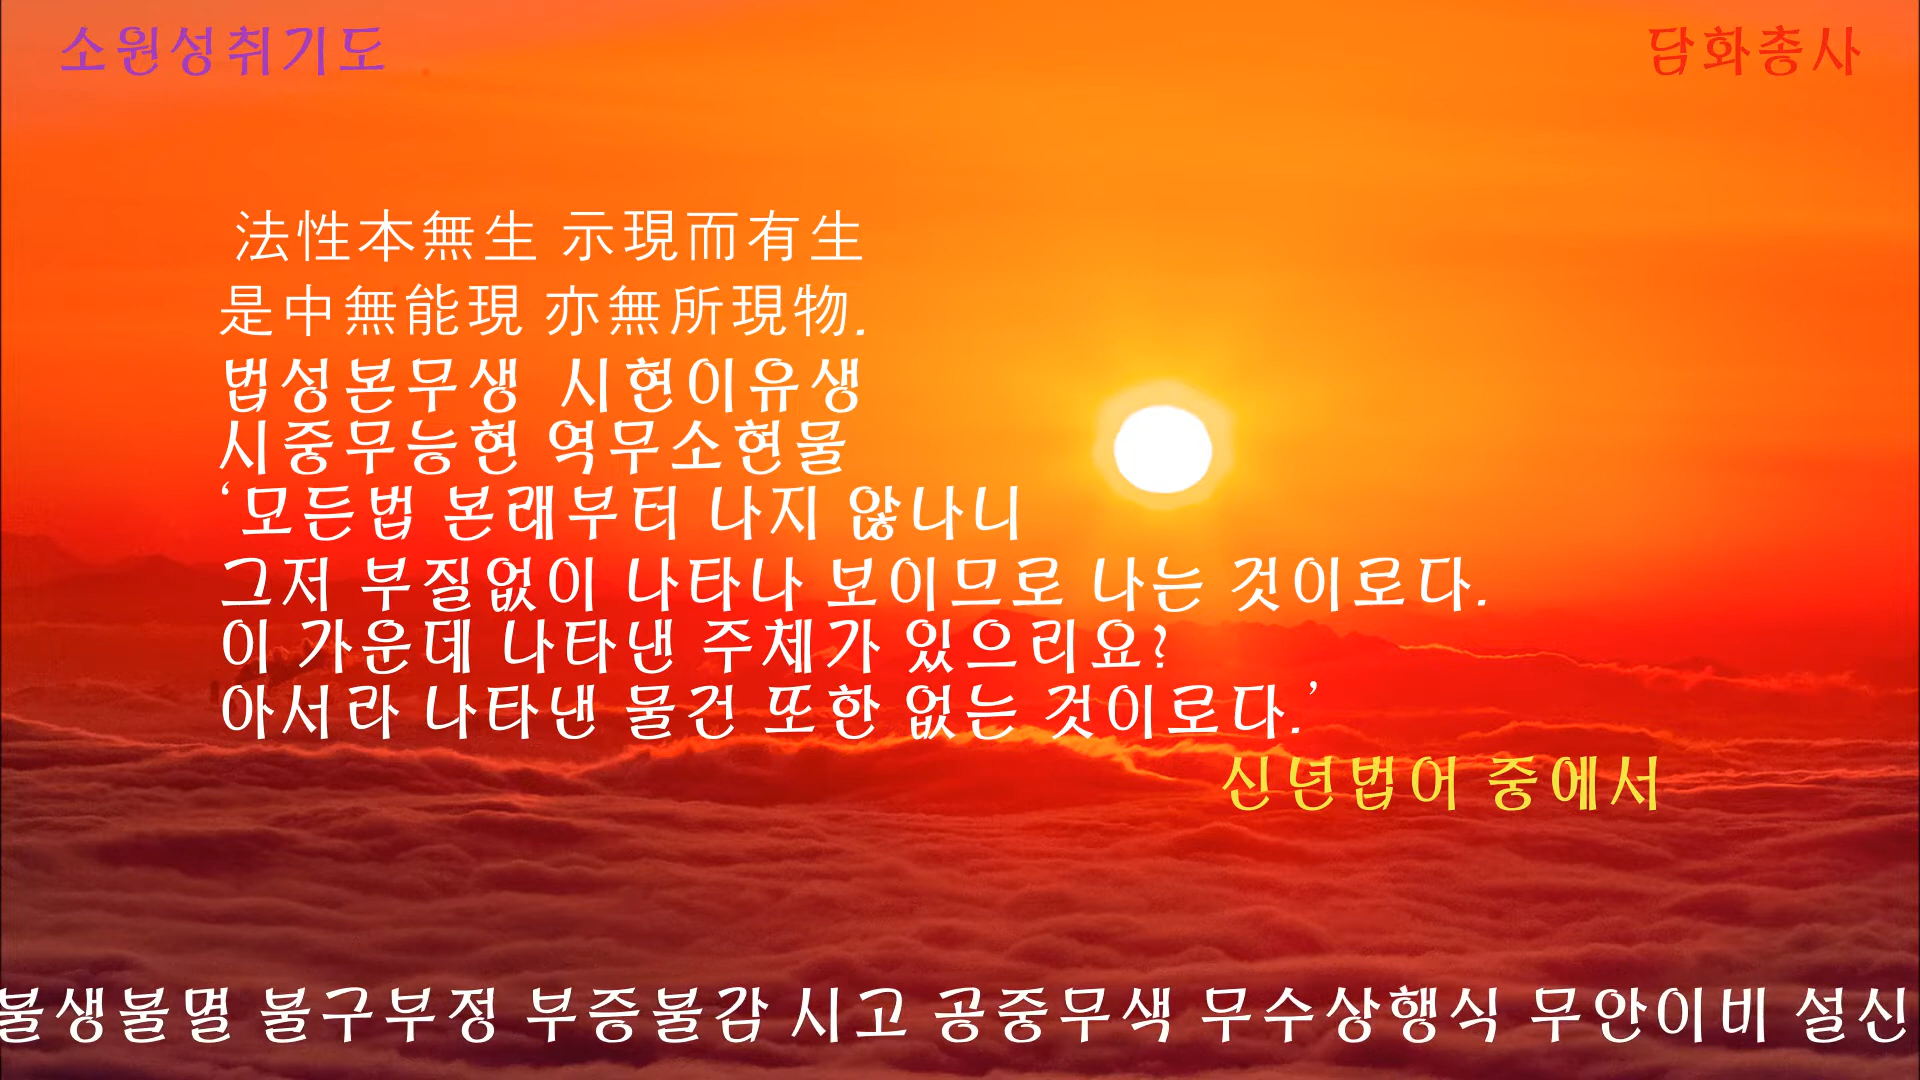 소원성취기도
담화총사
法性本無生 示現而有生
是中無能現 亦無所現物.
법성본무생 시현이유생
시중무능현 역무소현물
‘모든법 본래부터 나지 않나니
그저 부질없이 나타나 보이므로 나는 것이로다.
이 가운데 나타낸 주체가 있으리요?
아서라 나타낸 물건 또한 없는 것이로다.’
신년법어 중에서
불생불멸 불구부정 부증불감 시고 공중무색 무수상행식 무안이비 설신